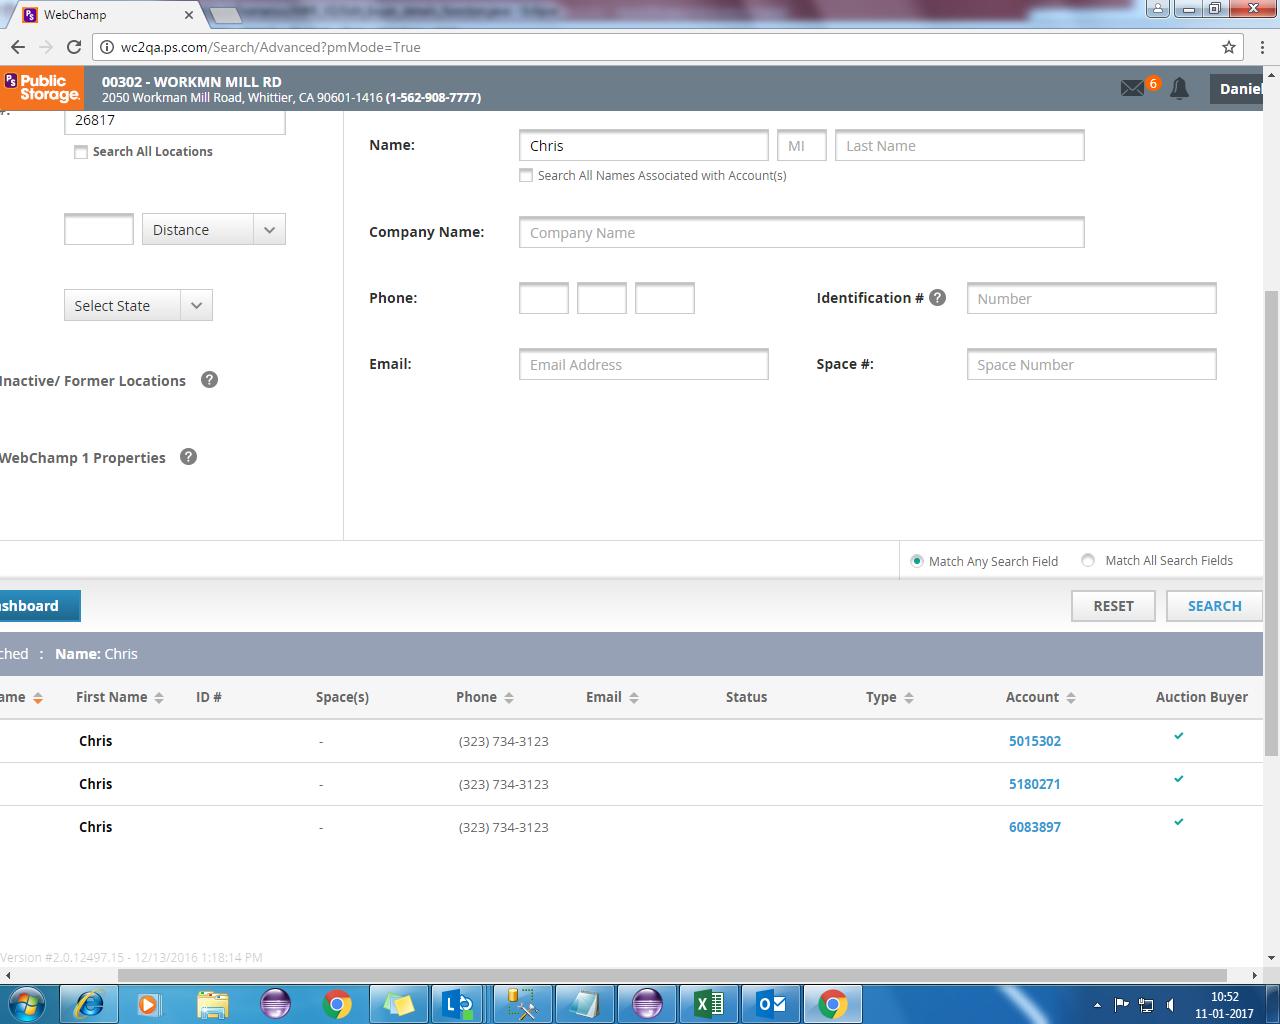 WebChamp
wc2qa.ps.com/Search/Advanced?pmMode=True
PS Public Storage.
00302 - WORKMN MILL RD
2050 Workman Mill Road, Whittier, CA 90601-1416 (1-562-908-7777)
6
Daniel
26817
Search All Locations
Distance
Select State
Inactive/ Former Locations ?
WebChamp 1 Properties ?
Name: Chris MI Last Name
Search All Names Associated with Account(s)
Company Name: Company Name
Phone: Identification # ? Number
Email: Email Address Space #: Space Number
Match Any Search Field Match All Search Fields
shboard RESET SEARCH
ched : Name: Chris
ame First Name ID # Space(s) Phone Email Status Type Account Auction Buyer
Chris - (323) 734-3123 5015302
Chris - (323) 734-3123 5180271
Chris - (323) 734-3123 6083897
Version #2.0.12497.15 - 12/13/2016 1:18:14 PM
10:52
11-01-2017